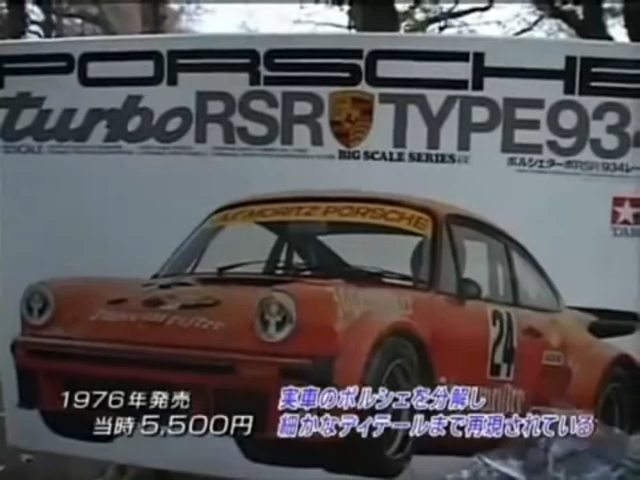 PORSCHE
turbo RSR TYPE 934
BIG SCALE SERIES
ポルシェターボRSR 934レー
TAM
MORITZ PORSCHE
24
1976年発売
当時5,500円
実車のポルシェを分解し
細かなディテールまで再現されている